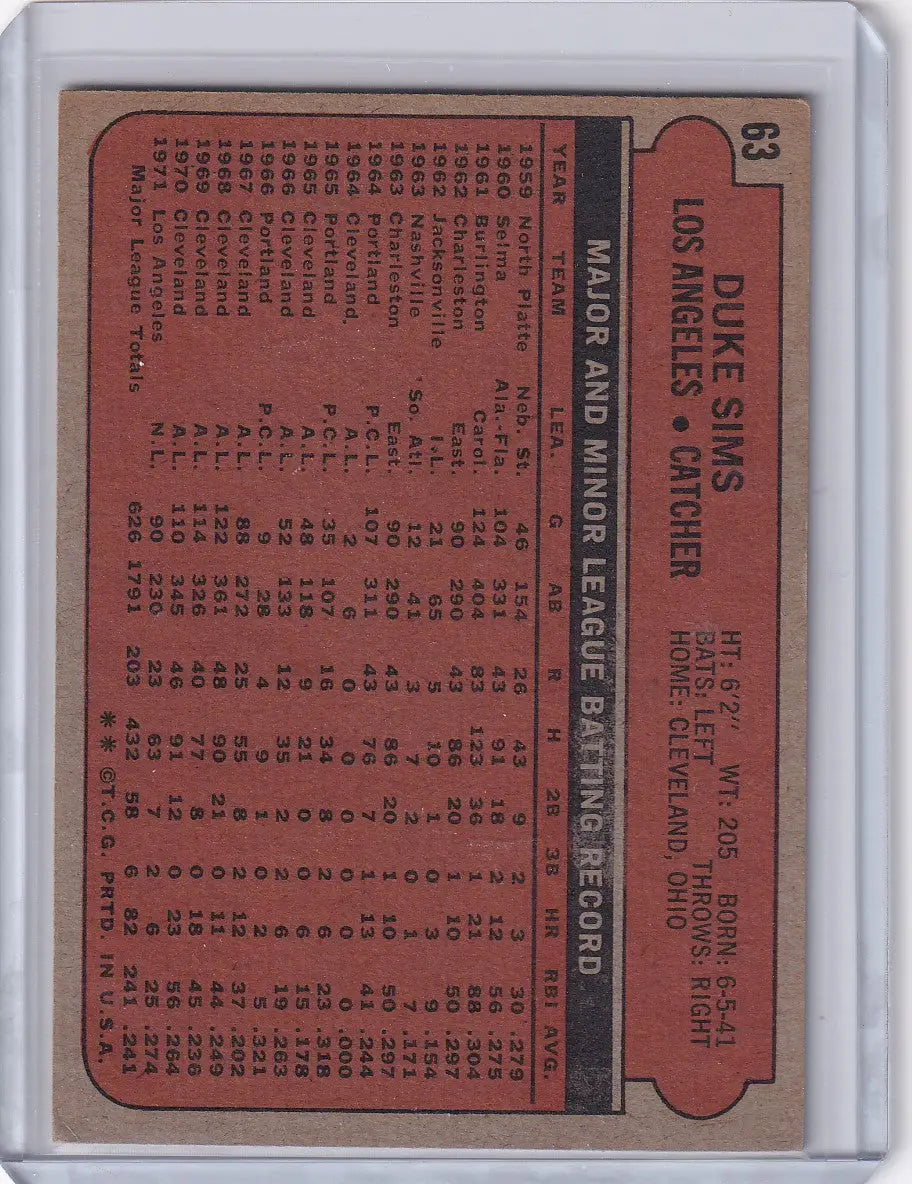 63
DUKE SIMS
LOS ANGELES • CATCHER
HT: 6'2" WT: 205 BORN: 6-5-41
BATS: LEFT THROWS: RIGHT
HOME: CLEVELAND, OHIO
MAJOR AND MINOR LEAGUE BATTING RECORD
YEAR TEAM LEA. G AB R H 2B 3B HR RBI AVG.
1959 North Platte Neb. St. 46 154 26 43 9 2 3 30 .279
1960 Selma Ala.-Fla. 104 331 43 91 18 2 12 56 .275
1961 Burlington Carol. 124 404 83 123 36 1 21 88 .304
1962 Charleston East. 90 290 43 86 20 1 10 50 .297
1962 Jacksonville I.L. 21 65 5 10 1 0 3 9 .154
1963 Nashville So. Atl. 12 41 3 7 2 0 1 7 .171
1963 Charleston East. 90 290 43 86 20 1 10 50 .297
1964 Portland P.C.L. 107 311 43 76 7 1 13 41 .244
1964 Cleveland. A.L. 2 6 0 0 0 0 0 0 .000
1965 Portland P.C.L. 35 107 16 34 8 2 6 23 .318
1965 Cleveland A.L. 48 118 9 21 0 0 6 15 .178
1966 Cleveland A.L. 52 133 12 35 2 2 6 19 .263
1966 Portland P.C.L. 9 28 4 9 1 0 2 5 .321
1967 Cleveland A.L. 88 272 25 55 8 2 12 37 .202
1968 Cleveland A.L. 122 361 48 90 21 0 11 44 .249
1969 Cleveland A.L. 114 326 40 77 8 0 18 45 .236
1970 Cleveland A.L. 110 345 46 91 12 0 23 56 .264
1971 Los Angeles N.L. 90 230 23 63 7 2 6 25 .274
Major League Totals 626 1791 203 432 58 6 82 241 .241
** ©T.C.G. PRTD. IN U.S.A.